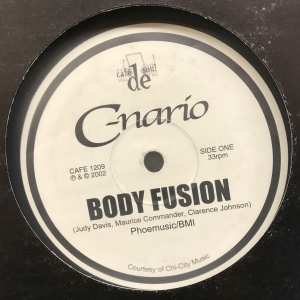 cafe de soul
C-nario
CAFE 1209
℗ & © 2002
SIDE ONE
33rpm
BODY FUSION
(Judy Davis, Maurice Commander, Clarence Johnson)
Phoemusic/BMI
Courtesy of Chi-City Music